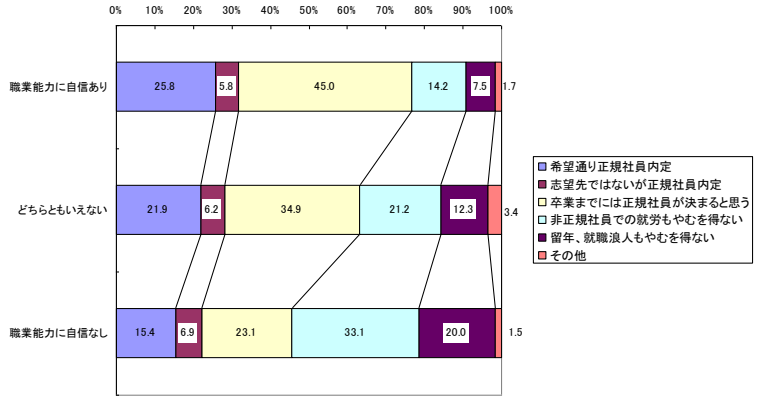 0% 10% 20% 30% 40% 50% 60% 70% 80% 90% 100%
職業能力に自信あり 25.8 5.8 45.0 14.2 7.5 1.7
どちらともいえない 21.9 6.2 34.9 21.2 12.3 3.4
職業能力に自信なし 15.4 6.9 23.1 33.1 20.0 1.5
希望通り正規社員内定
志望先ではないが正規社員内定
卒業までには正規社員が決まると思う
非正規社員での就労もやむを得ない
留年、就職浪人もやむを得ない
その他